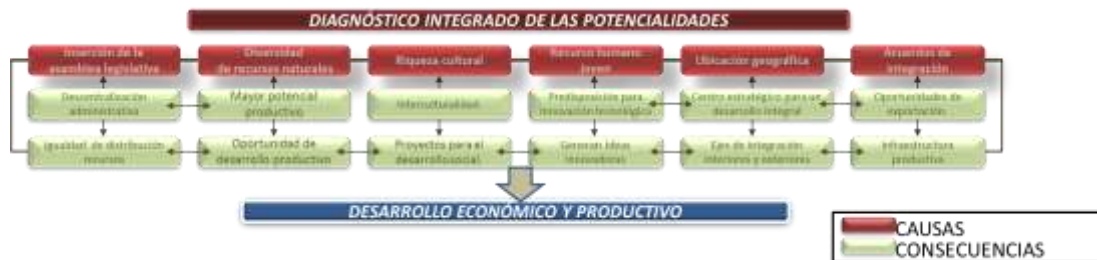 DIAGNÓSTICO INTEGRADO DE LAS POTENCIALIDADES
Inserción de la
asamblea legislativa
Diversidad
de recursos naturales
Riqueza cultural
Recurso humano
joven
Ubicación geográfica
Acuerdos de
integración
Descentralización
administrativa
Mayor potencial
productivo
Interculturalidad
Predisposición para
innovación tecnológica
Centro estratégico para un
desarrollo integral
Oportunidades de
exportación
Igualdad de distribución
recursos
Oportunidad de
desarrollo productivo
Proyectos para el
desarrollo social
Generan ideas
innovadoras
Ejes de integración
interiores y exteriores
Infraestructura
productiva
DESARROLLO ECONÓMICO Y PRODUCTIVO
CAUSAS
CONSECUENCIAS